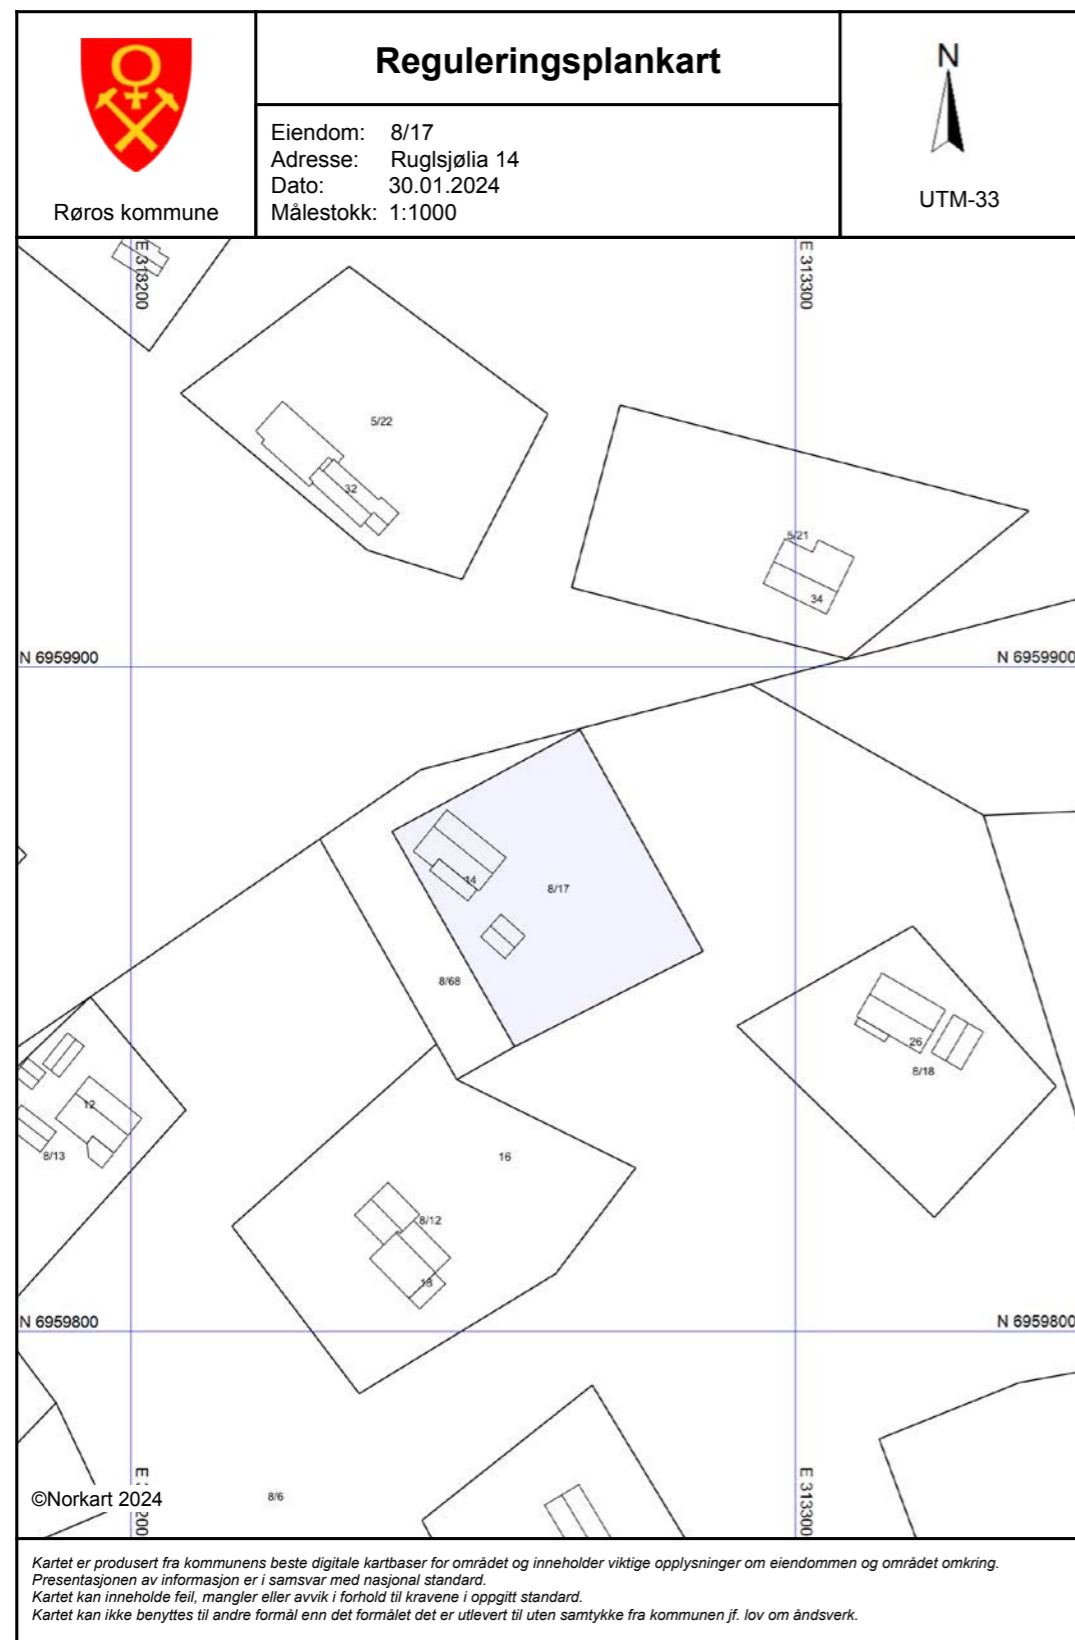 Reguleringsplankart
N
Eiendom: 8/17
Adresse: Ruglsjølia 14
Dato: 30.01.2024
Målestokk: 1:1000
Røros kommune
UTM-33
E 313200
E 313300
5/22
32
5/21
34
N 6959900
N 6959900
14
8/17
8/68
26
8/18
12
8/13
16
8/12
18
N 6959800
N 6959800
E 313300
8/6
©Norkart 2024
Kartet er produsert fra kommunens beste digitale kartbaser for området og inneholder viktige opplysninger om eiendommen og området omkring.
Presentasjonen av informasjon er i samsvar med nasjonal standard.
Kartet kan inneholde feil, mangler eller avvik i forhold til kravene i oppgitt standard.
Kartet kan ikke benyttes til andre formål enn det formålet det er utlevert til uten samtykke fra kommunen jf. lov om åndsverk.